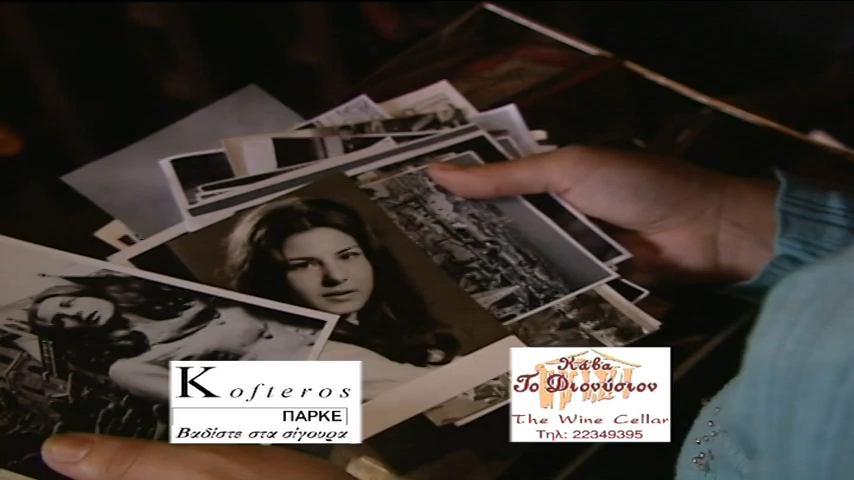 Kofteros
ΠΑΡΚΕ
Βαδίστε στα σίγουρα
Κάβα
Το Διονύσιον
The Wine Cellar
Τηλ: 22349395